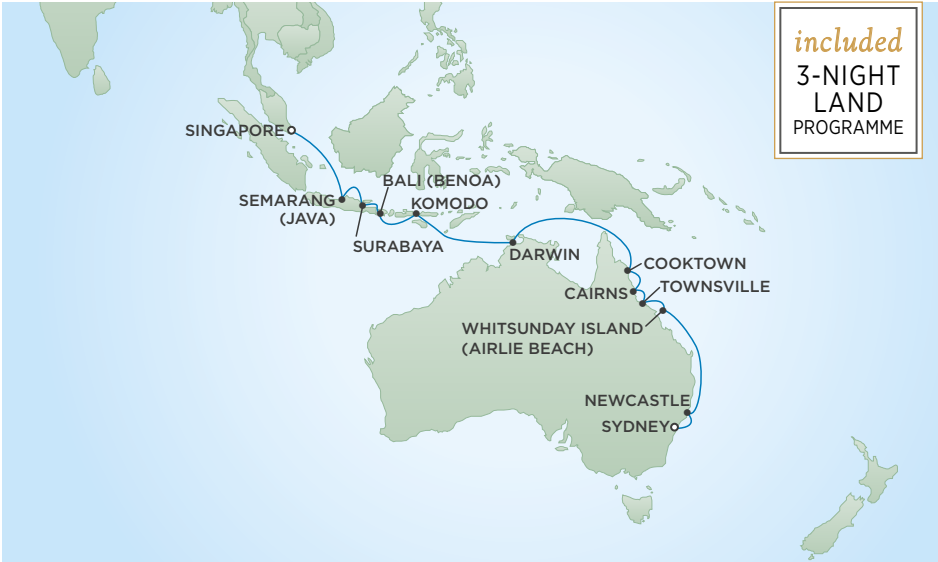 included
3-NIGHT
LAND
PROGRAMME
SINGAPORE
BALI (BENOA)
SEMARANG
(JAVA)
KOMODO
SURABAYA
DARWIN
COOKTOWN
CAIRNS
TOWNSVILLE
WHITSUNDAY ISLAND
(AIRLIE BEACH)
NEWCASTLE
SYDNEY